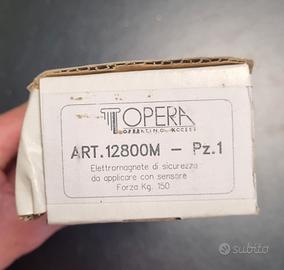 OPERA
OPERATING ACCESS
ART.12800M - Pz.1
Elettromagnete di sicurezza
da applicare con sensore
Forza Kg. 150
subito